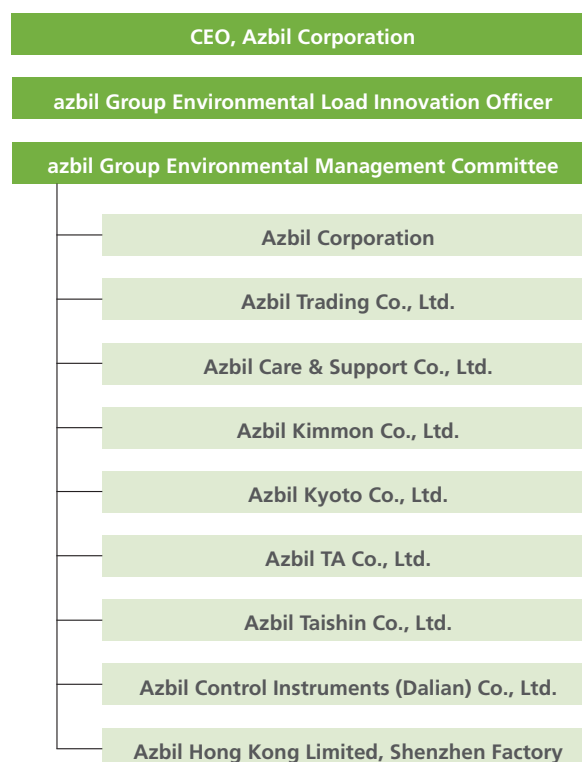 CEO, Azbil Corporation
azbil Group Environmental Load Innovation Officer
azbil Group Environmental Management Committee
Azbil Corporation
Azbil Trading Co., Ltd.
Azbil Care & Support Co., Ltd.
Azbil Kimmon Co., Ltd.
Azbil Kyoto Co., Ltd.
Azbil TA Co., Ltd.
Azbil Taishin Co., Ltd.
Azbil Control Instruments (Dalian) Co., Ltd.
Azbil Hong Kong Limited, Shenzhen Factory